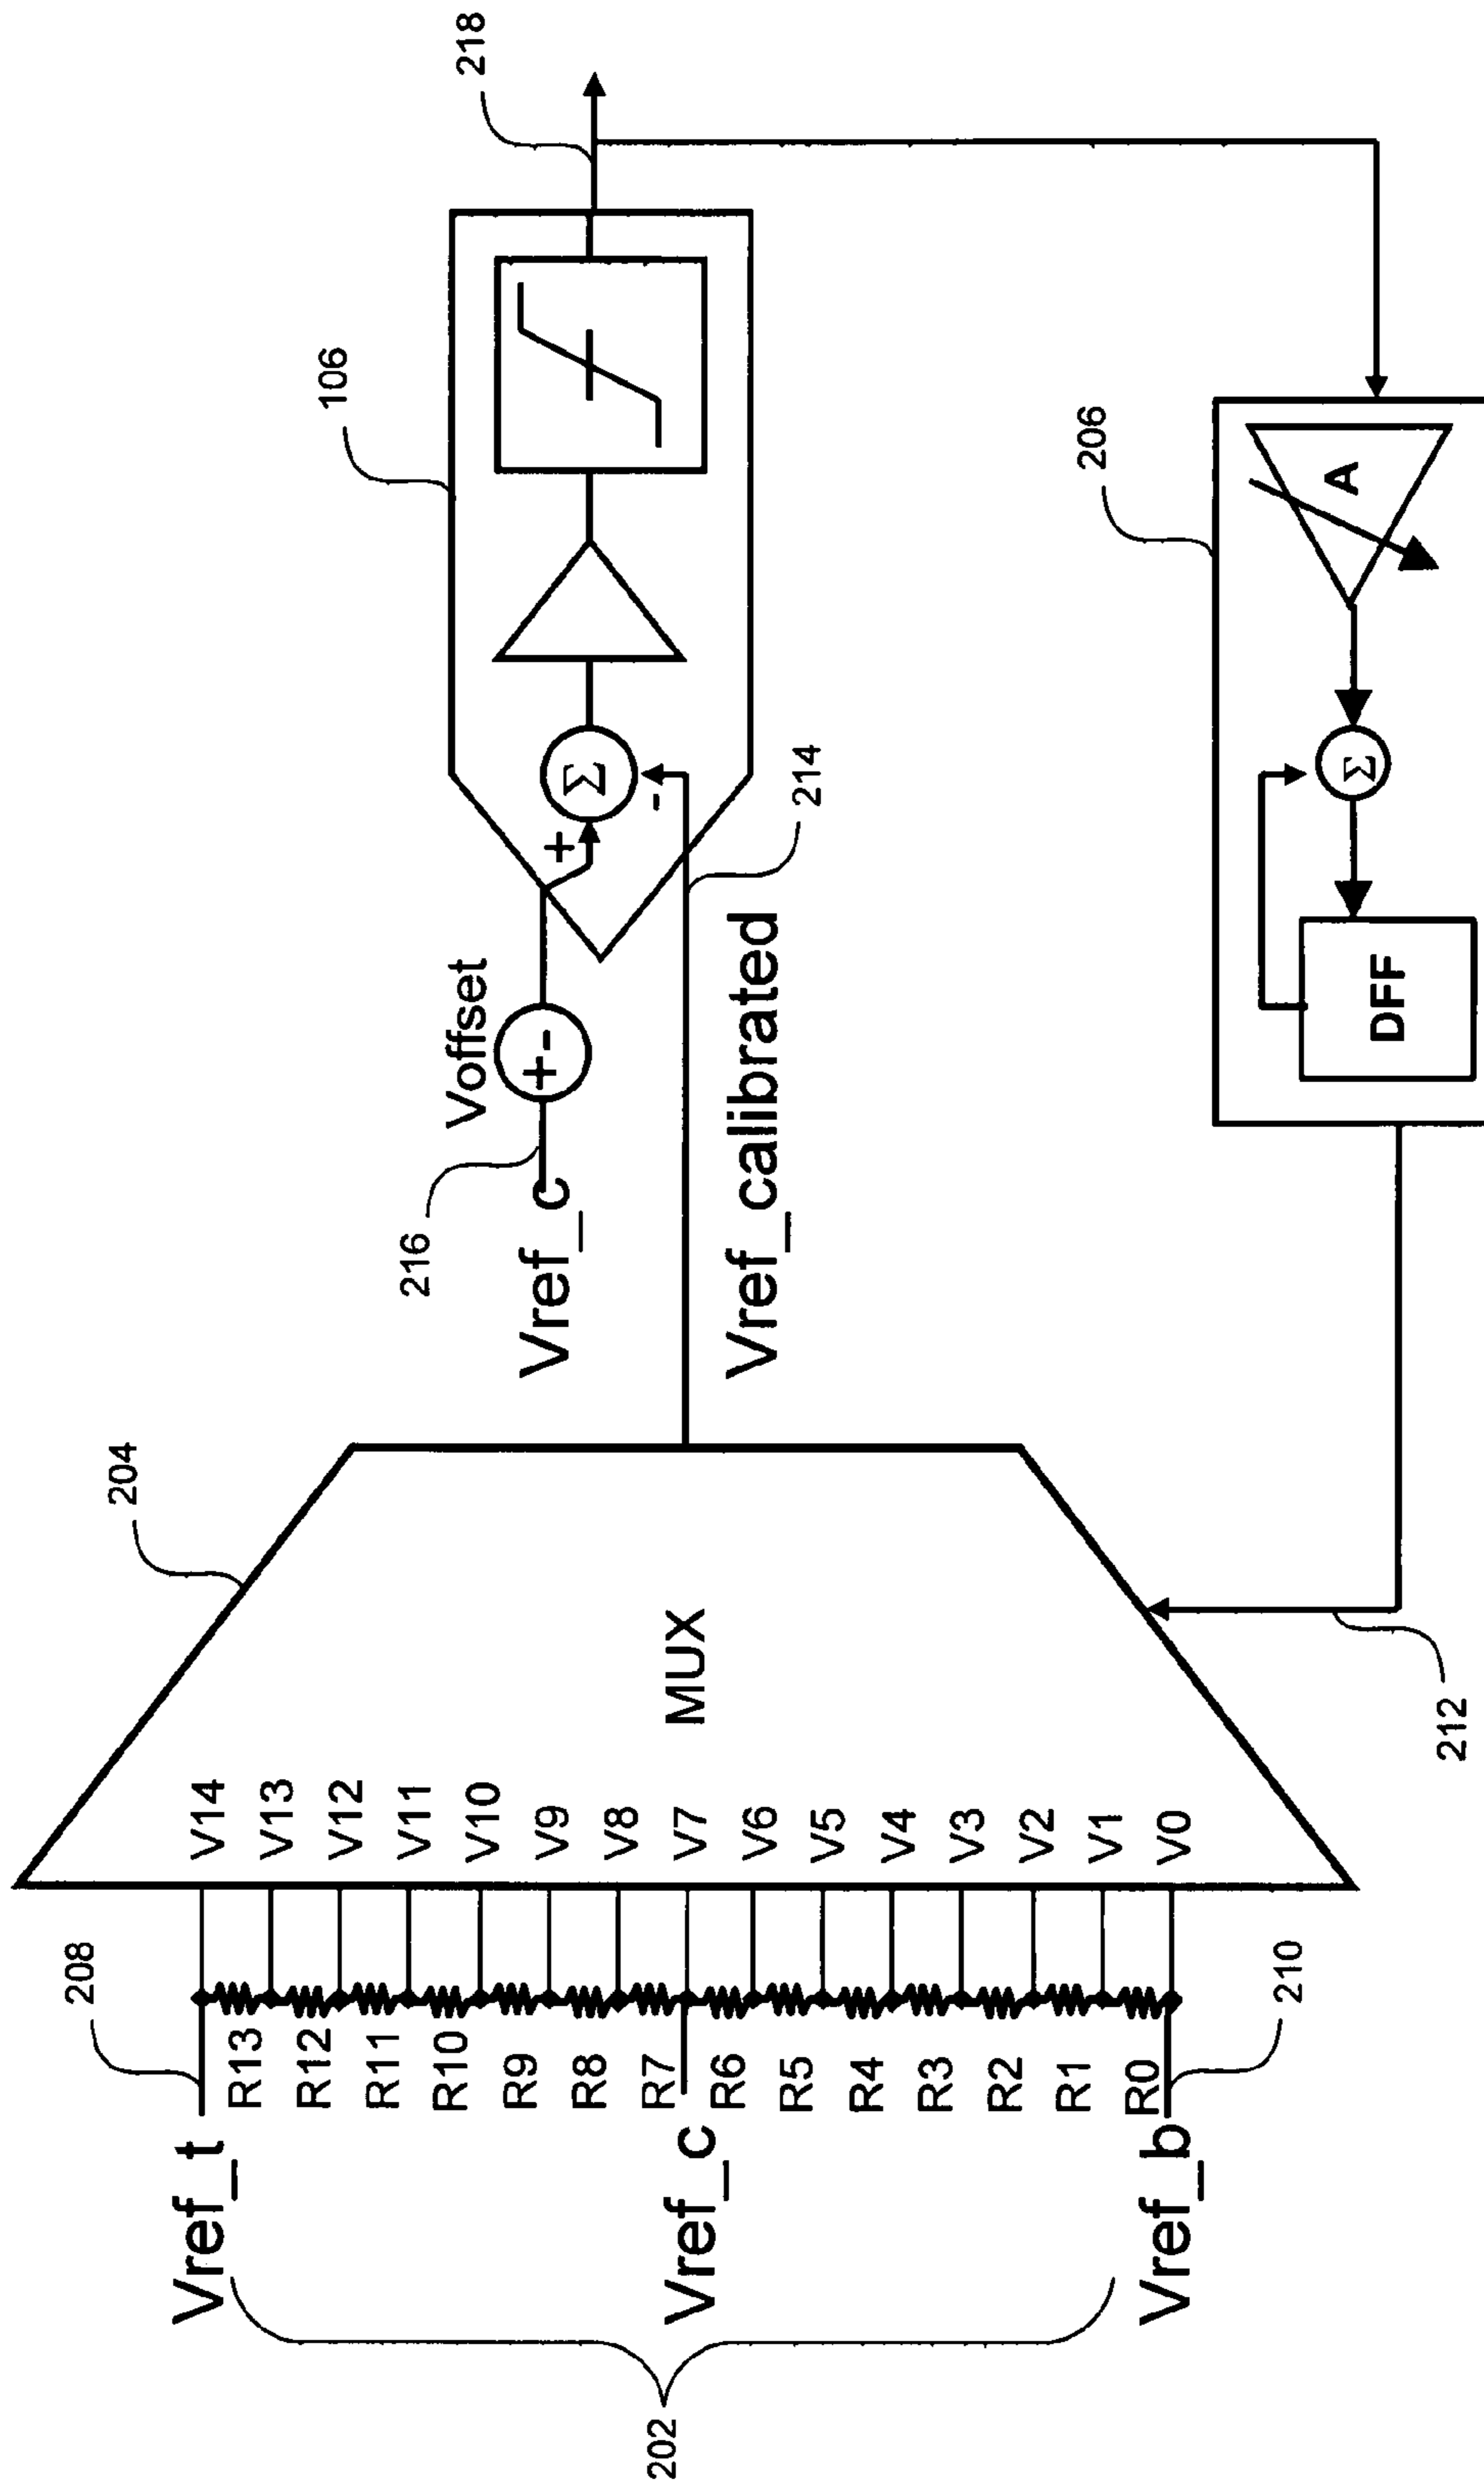 202
Vref_t
Vref_c
Vref_b
208
210
R13
R12
R11
R10
R9
R8
R7
R6
R5
R4
R3
R2
R1
R0
V14
V13
V12
V11
V10
V9
V8
V7
V6
V5
V4
V3
V2
V1
V0
MUX
204
212
Vref_c
216
Voffset
+-
Vref_calibrated
214
+
-
Σ
106
218
206
DFF
Σ
A